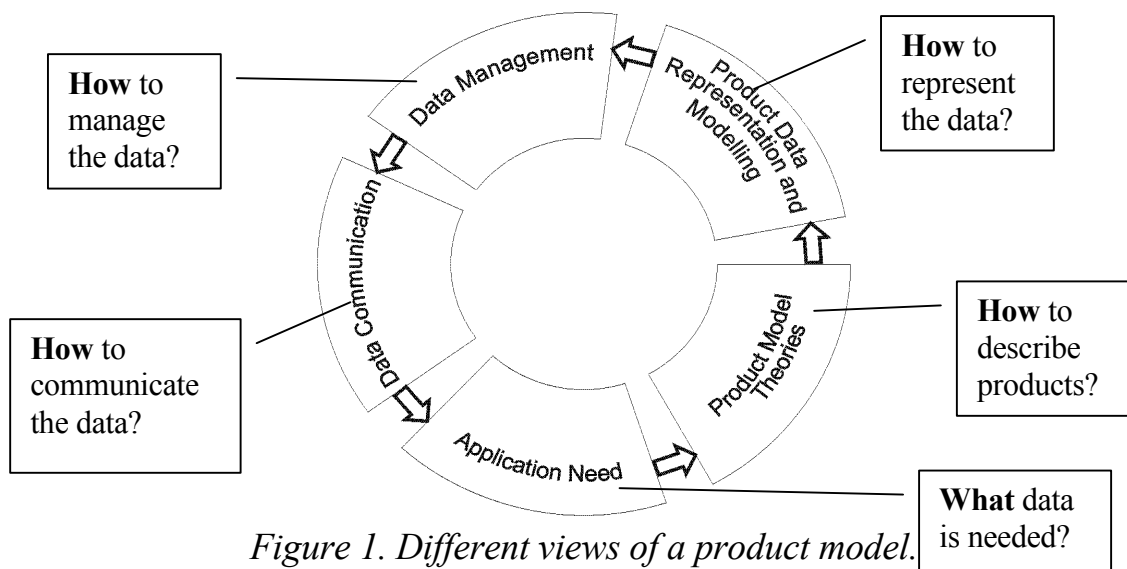 How to
manage
the data?
Data Management
Product Data
Representation and
Modelling
How to
represent
the data?
Data Communication
How to
communicate
the data?
Product Model
Theories
How to
describe
products?
Application Need
What data
is needed?
Figure 1. Different views of a product model.